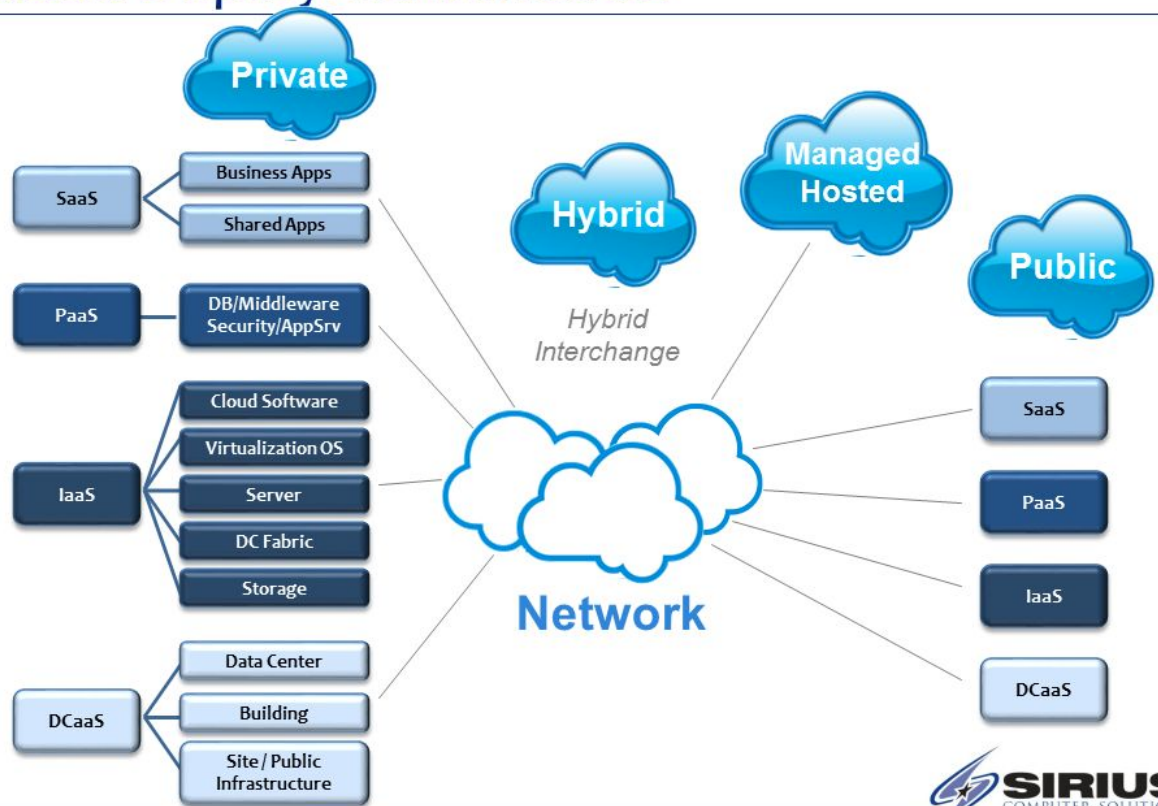 Private
SaaS
Business Apps
Shared Apps
PaaS
DB/Middleware
Security/AppSrv
IaaS
Cloud Software
Virtualization OS
Server
DC Fabric
Storage
DCaaS
Data Center
Building
Site / Public
Infrastructure
Hybrid
Hybrid
Interchange
Managed
Hosted
Network
Public
SaaS
PaaS
IaaS
DCaaS
SIRIUS
COMPUTER